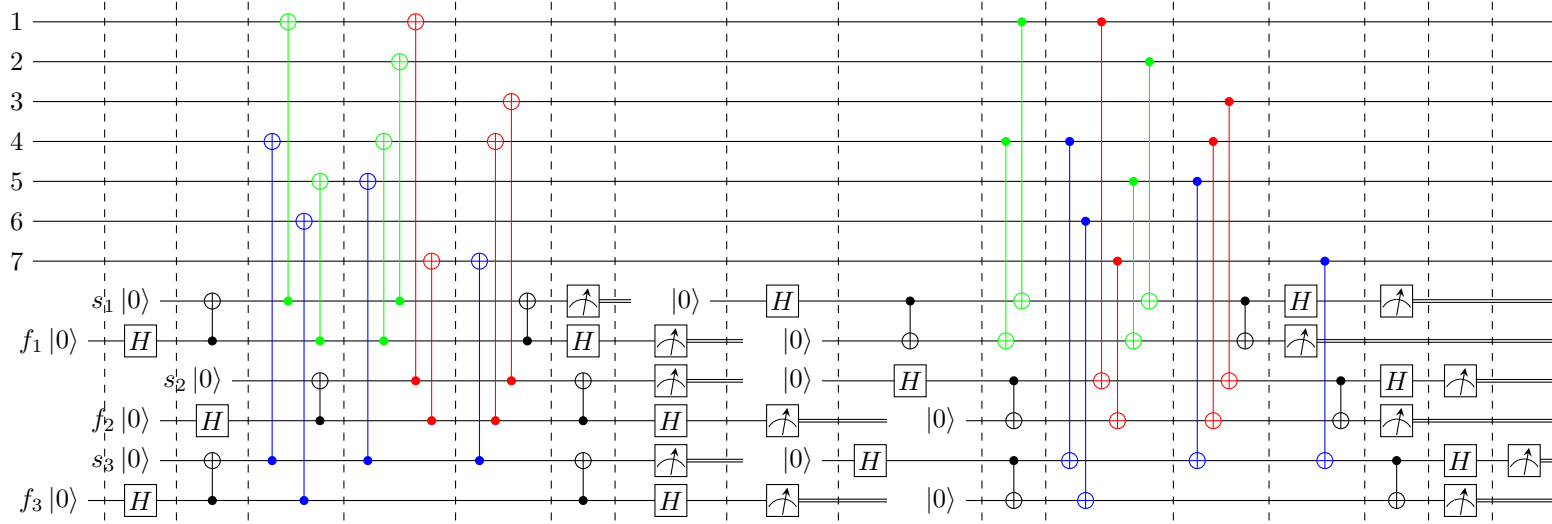 1
2
3
4
5
6
7
s₁ |0⟩ |0⟩ H H
f₁ |0⟩ H H |0⟩
s₂ |0⟩ |0⟩ H H
f₂ |0⟩ H H |0⟩
s₃ |0⟩ |0⟩ H H
f₃ |0⟩ H H |0⟩